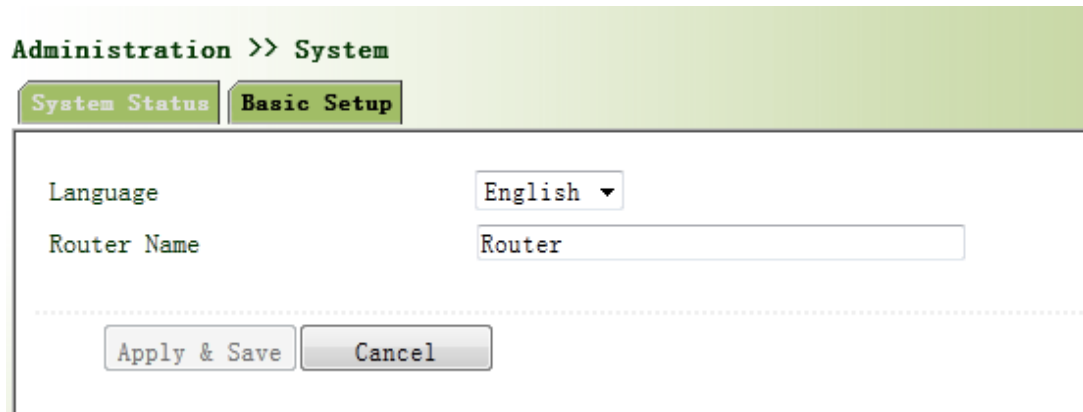 Administration >> System
System Status Basic Setup
Language English
Router Name Router
Apply & Save Cancel